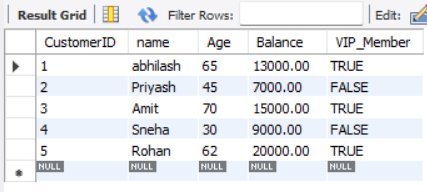 Result Grid Filter Rows: Edit:
CustomerID name Age Balance VIP_Member
1 abhilash 65 13000.00 TRUE
2 Priyash 45 7000.00 FALSE
3 Amit 70 15000.00 TRUE
4 Sneha 30 9000.00 FALSE
5 Rohan 62 20000.00 TRUE
NULL NULL NULL NULL NULL